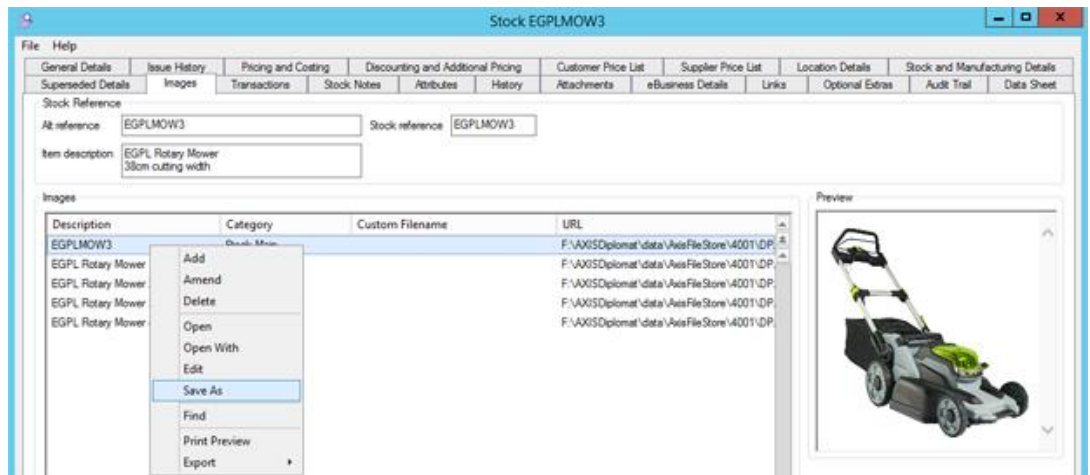 Stock EGPLMOW3
File Help
General Details Issue History Pricing and Costing Discounting and Additional Pricing Customer Price List Supplier Price List Location Details Stock and Manufacturing Details
Superseded Details Images Transactions Stock Notes Attributes History Attachments eBusiness Details Links Optional Extras Audit Trail Data Sheet
Stock Reference
Alt reference EGPLMOW3 Stock reference EGPLMOW3
Item description EGPL Rotary Mower
38cm cutting width
Images Preview
Description Category Custom Filename URL
EGPLMOW3 Stock Main F:\AXISDiplomat\data\AxisFileStore\4001\DP.
EGPL Rotary Mower F:\AXISDiplomat\data\AxisFileStore\4001\DP.
EGPL Rotary Mower F:\AXISDiplomat\data\AxisFileStore\4001\DP.
EGPL Rotary Mower F:\AXISDiplomat\data\AxisFileStore\4001\DP.
EGPL Rotary Mower F:\AXISDiplomat\data\AxisFileStore\4001\DP.
Add
Amend
Delete
Open
Open With
Edit
Save As
Find
Print Preview
Export